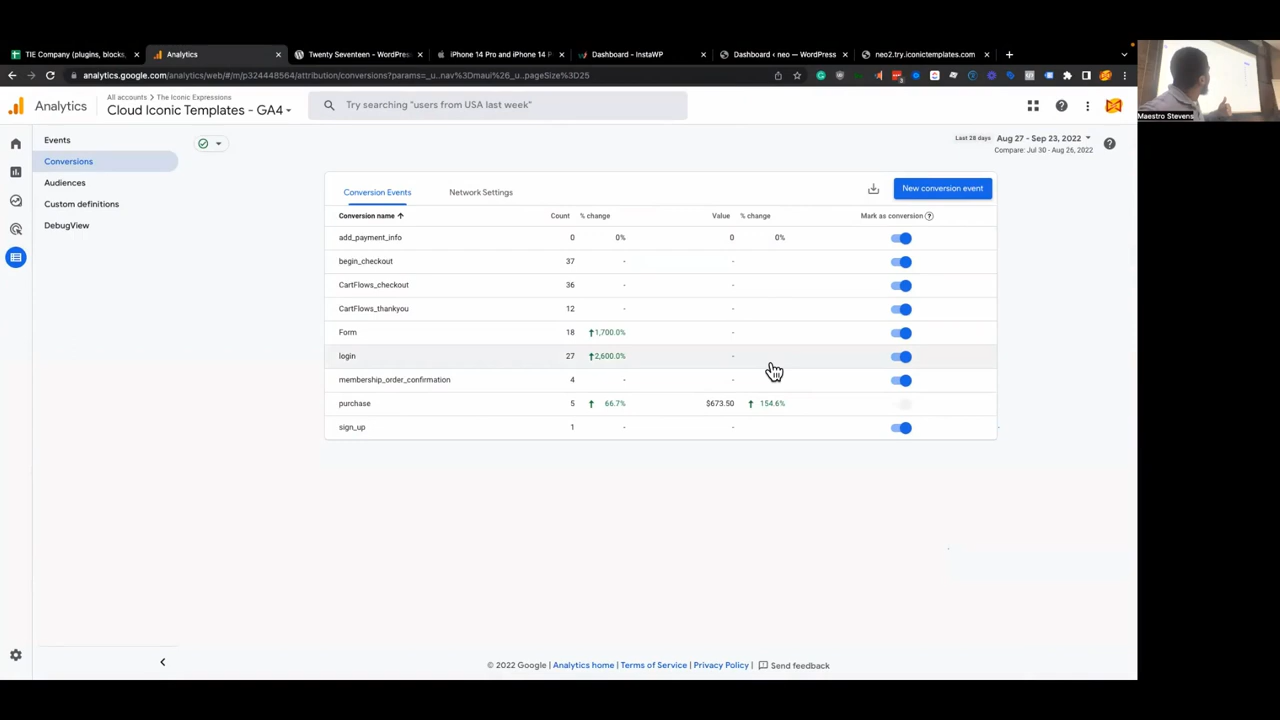 TIE Company (plugins, blocks,
Analytics
Twenty Seventeen - WordPres
iPhone 14 Pro and iPhone 14 P
Dashboard - InstaWP
Dashboard ‹ neo — WordPress
neo2.try.iconictemplates.com
analytics.google.com/analytics/web/#/m/p324448564/attribution/conversions?params=_u..nav%3Dmaui%26_u..pageSize%3D25
Maestro Stevens
Analytics
All accounts > The Iconic Expressions
Cloud Iconic Templates - GA4
Try searching "users from USA last week"
Events
Conversions
Audiences
Custom definitions
DebugView
Last 28 days Aug 27 - Sep 23, 2022
Compare: Jul 30 - Aug 26, 2022
Conversion Events Network Settings New conversion event
Conversion name Count % change Value % change Mark as conversion
add_payment_info 0 0% 0 0%
begin_checkout 37 - -
CartFlows_checkout 36 - -
CartFlows_thankyou 12 - -
Form 18 1,700.0% -
login 27 2,600.0% -
membership_order_confirmation 4 - -
purchase 5 66.7% $673.50 154.6%
sign_up 1 - -
© 2022 Google | Analytics home | Terms of Service | Privacy Policy | Send feedback